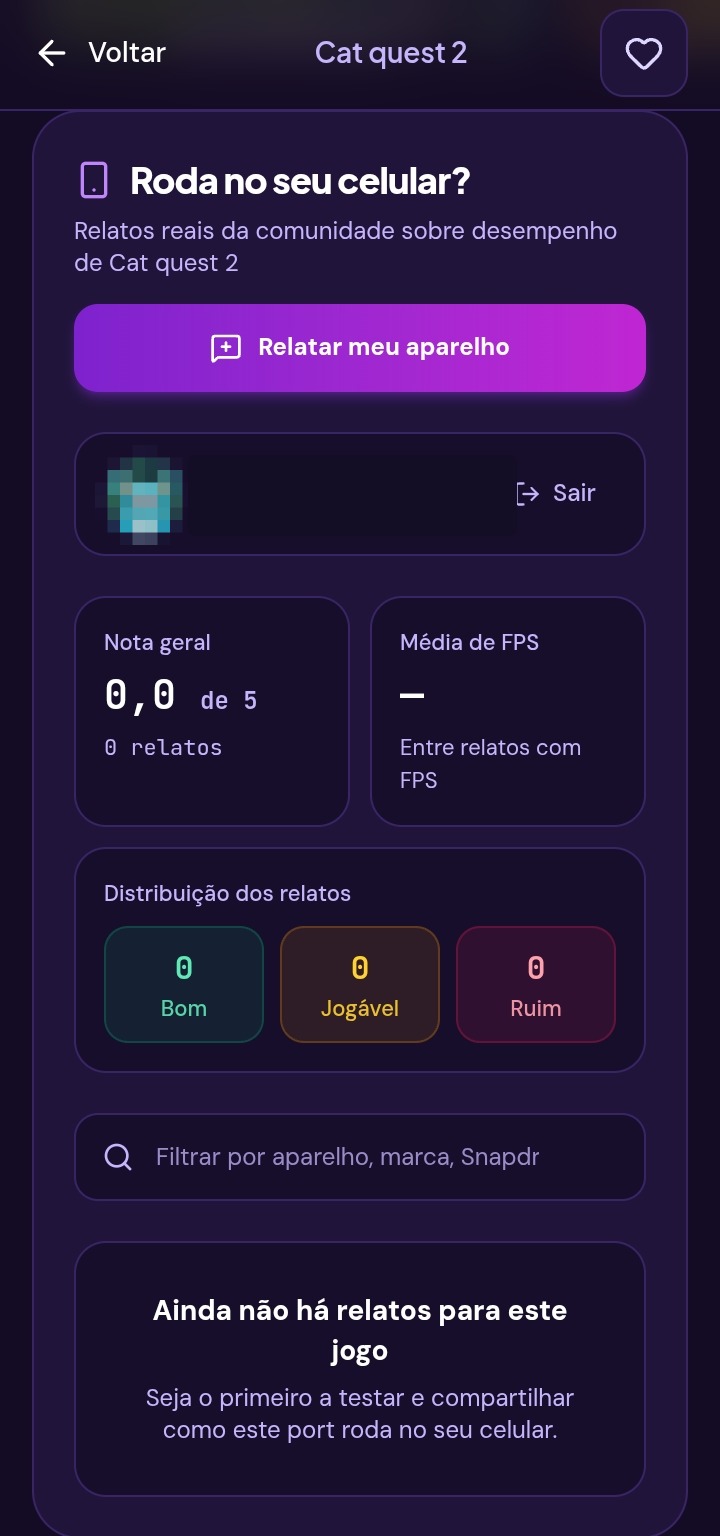 Voltar
Cat quest 2
Roda no seu celular?
Relatos reais da comunidade sobre desempenho
de Cat quest 2
Relatar meu aparelho
Sair
Nota geral
0,0 de 5
0 relatos
Média de FPS
—
Entre relatos com
FPS
Distribuição dos relatos
0
Bom
0
Jogável
0
Ruim
Filtrar por aparelho, marca, Snapdr
Ainda não há relatos para este
jogo
Seja o primeiro a testar e compartilhar
como este port roda no seu celular.